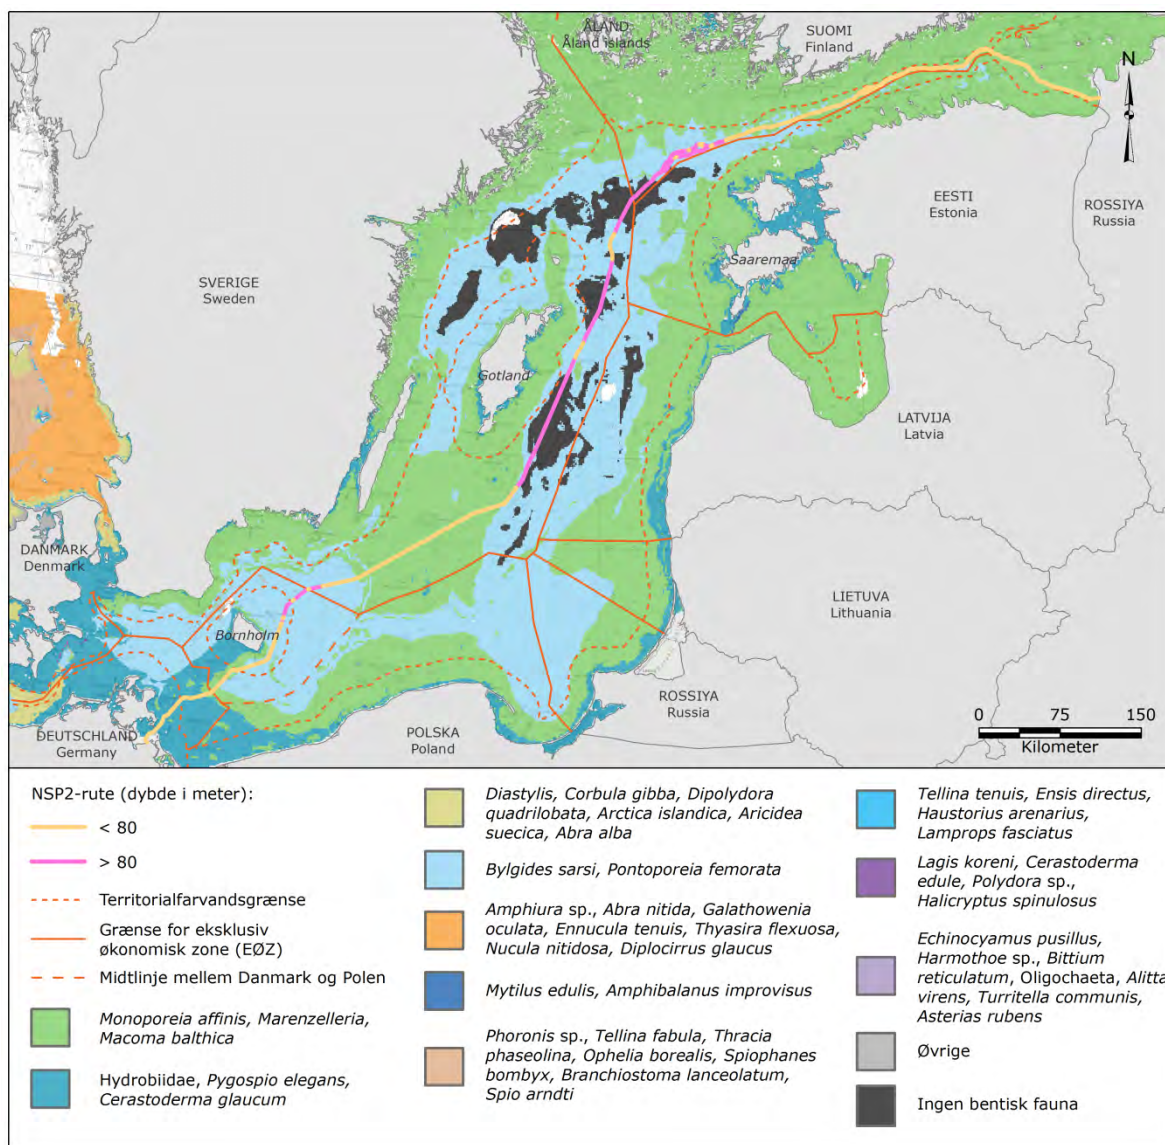 ÅLAND
Åland islands
SUOMI
Finland
N
EESTI
Estonia
ROSSIYA
Russia
SVERIGE
Sweden
Saaremaa
Gotland
LATVIJA
Latvia
DANMARK
Denmark
LIETUVA
Lithuania
Bornholm
ROSSIYA
Russia
DEUTSCHLAND
Germany
POLSKA
Poland
0 75 150
Kilometer
NSP2-rute (dybde i meter):
< 80
> 80
Territorialfarvandsgrænse
Grænse for eksklusiv
økonomisk zone (EØZ)
Midtlinje mellem Danmark og Polen
Monoporeia affinis, Marenzelleria,
Macoma balthica
Hydrobiidae, Pygospio elegans,
Cerastoderma glaucum
Diastylis, Corbula gibba, Dipolydora
quadrilobata, Arctica islandica, Aricidea
suecica, Abra alba
Bylgides sarsi, Pontoporeia femorata
Amphiura sp., Abra nitida, Galathowenia
oculata, Ennucula tenuis, Thyasira flexuosa,
Nucula nitidosa, Diplocirrus glaucus
Mytilus edulis, Amphibalanus improvisus
Phoronis sp., Tellina fabula, Thracia
phaseolina, Ophelia borealis, Spiophanes
bombyx, Branchiostoma lanceolatum,
Spio arndti
Tellina tenuis, Ensis directus,
Haustorius arenarius,
Lamprops fasciatus
Lagis koreni, Cerastoderma
edule, Polydora sp.,
Halicryptus spinulosus
Echinocyamus pusillus,
Harmothoe sp., Bittium
reticulatum, Oligochaeta, Alitta
virens, Turritella communis,
Asterias rubens
Øvrige
Ingen bentisk fauna